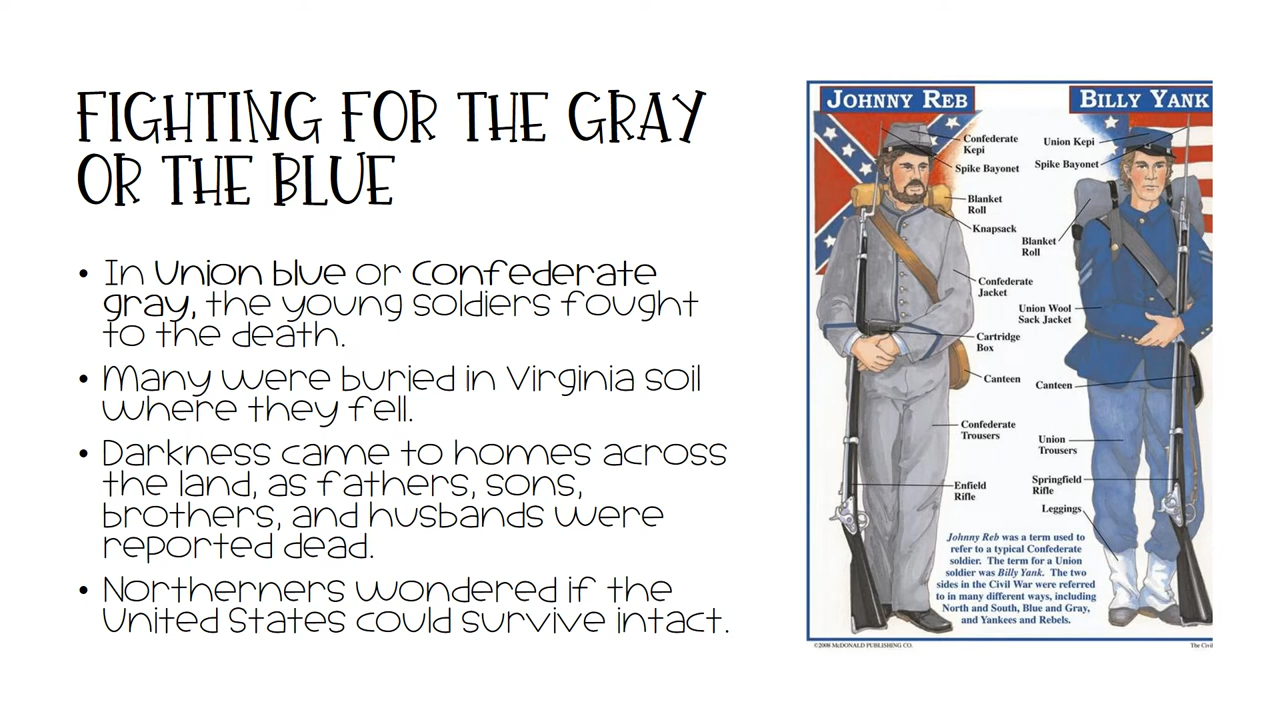 FIGHTING FOR THE GRAY
OR THE BLUE
• In Union blue or Confederate
gray, the young soldiers fought
to the death.
• Many were buried in Virginia soil
where they fell.
• Darkness came to homes across
the land, as fathers, sons,
brothers, and husbands were
reported dead.
• Northerners wondered if the
United States could survive intact.
JOHNNY REB
Confederate
Kepi
Spike Bayonet
Blanket
Roll
Knapsack
Confederate
Jacket
Cartridge
Box
Canteen
Confederate
Trousers
Enfield
Rifle
BILLY YANK
Union Kepi
Spike Bayonet
Blanket
Roll
Union Wool
Sack Jacket
Canteen
Union
Trousers
Springfield
Rifle
Leggings
Johnny Reb was a term used to
refer to a typical Confederate
soldier. The term for a Union
soldier was Billy Yank. The two
sides in the Civil War were referred
to in many different ways, including
North and South, Blue and Gray,
and Yankees and Rebels.
©2008 MCDONALD PUBLISHING CO.
The Civil